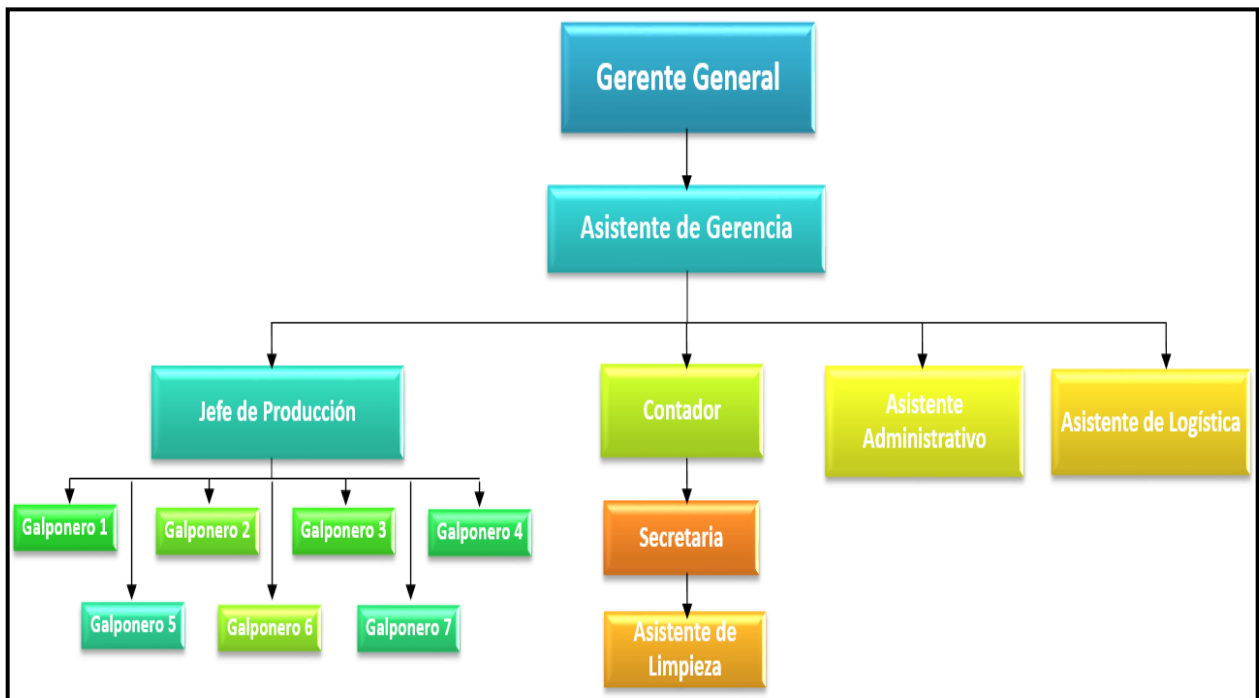 Gerente General
Asistente de Gerencia
Jefe de Producción
Contador
Asistente
Administrativo
Asistente de Logística
Galponero 1
Galponero 2
Galponero 3
Galponero 4
Secretaria
Galponero 5
Galponero 6
Galponero 7
Asistente de
Limpieza